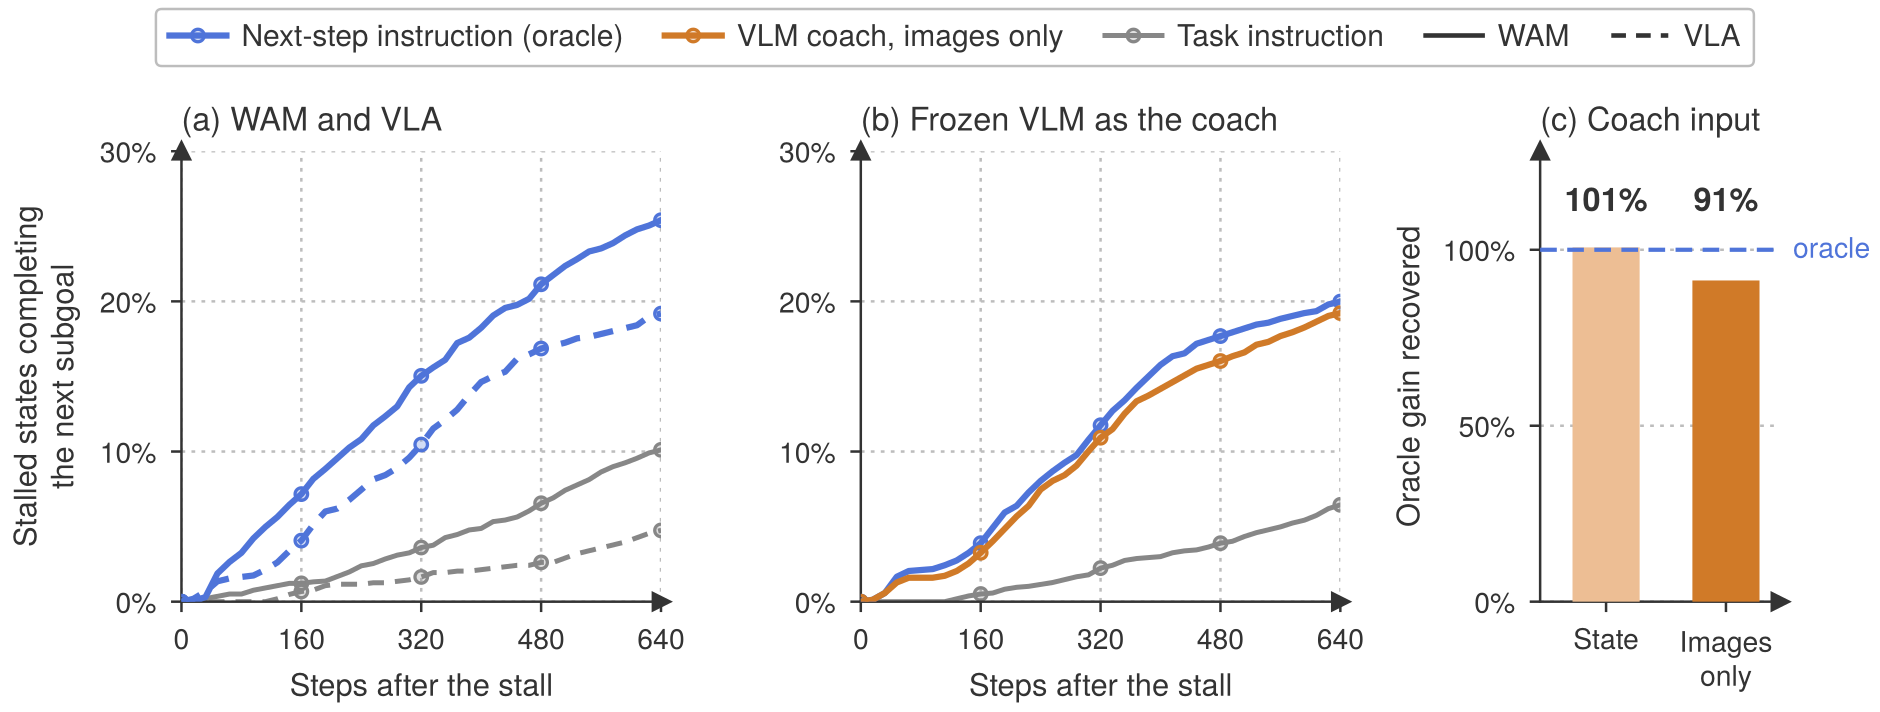 Next-step instruction (oracle) VLM coach, images only Task instruction WAM VLA
(a) WAM and VLA
Stalled states completing
the next subgoal
30%
20%
10%
0%
0 160 320 480 640
Steps after the stall
(b) Frozen VLM as the coach
30%
20%
10%
0%
0 160 320 480 640
Steps after the stall
(c) Coach input
Oracle gain recovered
101% 91%
100%
oracle
50%
0%
State Images
only